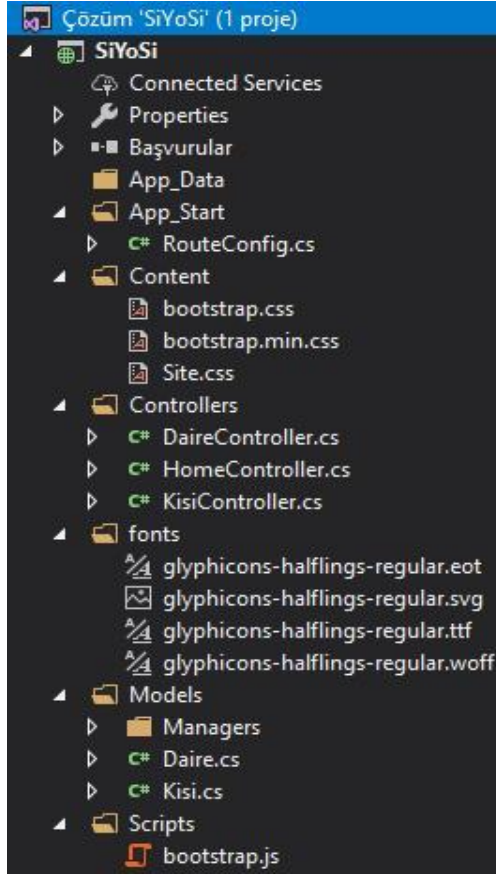 Çözüm 'SiYoSi' (1 proje)
SiYoSi
Connected Services
Properties
Başvurular
App_Data
App_Start
C# RouteConfig.cs
Content
bootstrap.css
bootstrap.min.css
Site.css
Controllers
C# DaireController.cs
C# HomeController.cs
C# KisiController.cs
fonts
glyphicons-halflings-regular.eot
glyphicons-halflings-regular.svg
glyphicons-halflings-regular.ttf
glyphicons-halflings-regular.woff
Models
Managers
C# Daire.cs
C# Kisi.cs
Scripts
bootstrap.js